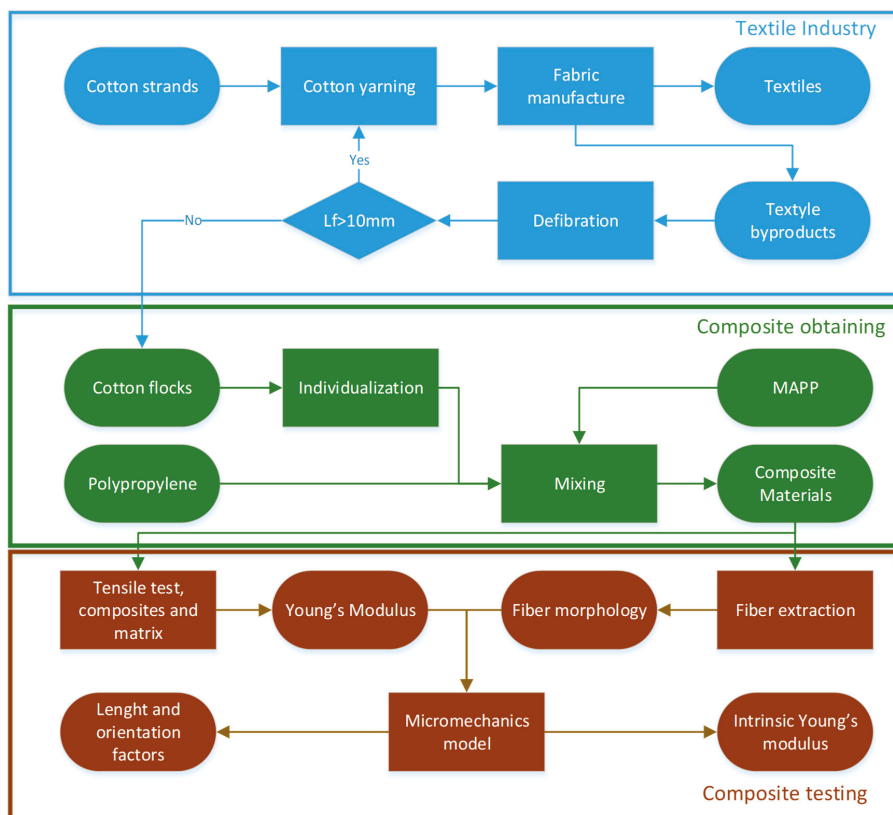 Textile Industry
Cotton strands
Cotton yarning
Fabric
manufacture
Textiles
Yes
No
Lf>10mm
Defibration
Textyle
byproducts
Composite obtaining
Cotton flocks
Individualization
MAPP
Polypropylene
Mixing
Composite
Materials
Tensile test,
composites and
matrix
Young's Modulus
Fiber morphology
Fiber extraction
Lenght and
orientation
factors
Micromechanics
model
Intrinsic Young's
modulus
Composite testing